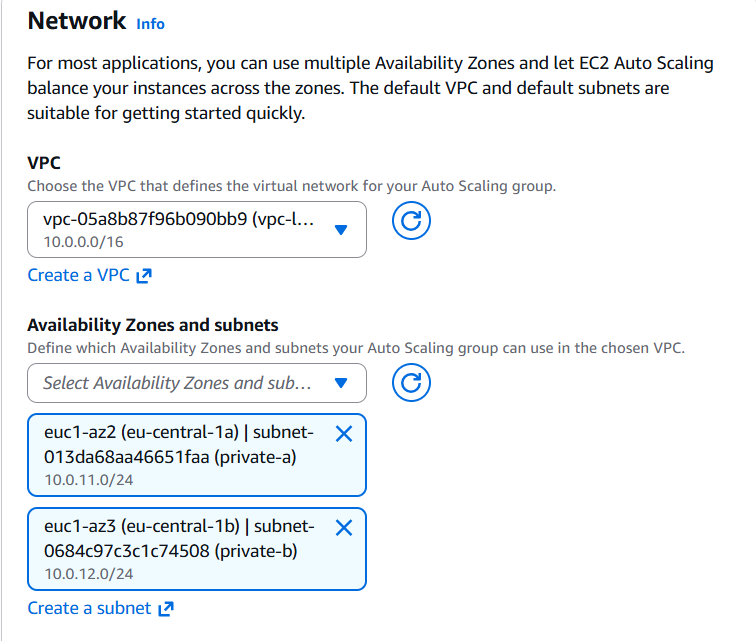 Network Info
For most applications, you can use multiple Availability Zones and let EC2 Auto Scaling
balance your instances across the zones. The default VPC and default subnets are
suitable for getting started quickly.
VPC
Choose the VPC that defines the virtual network for your Auto Scaling group.
vpc-05a8b87f96b090bb9 (vpc-l...
10.0.0.0/16
Create a VPC
Availability Zones and subnets
Define which Availability Zones and subnets your Auto Scaling group can use in the chosen VPC.
Select Availability Zones and sub...
euc1-az2 (eu-central-1a) | subnet-
013da68aa46651faa (private-a)
10.0.11.0/24
euc1-az3 (eu-central-1b) | subnet-
0684c97c3c1c74508 (private-b)
10.0.12.0/24
Create a subnet